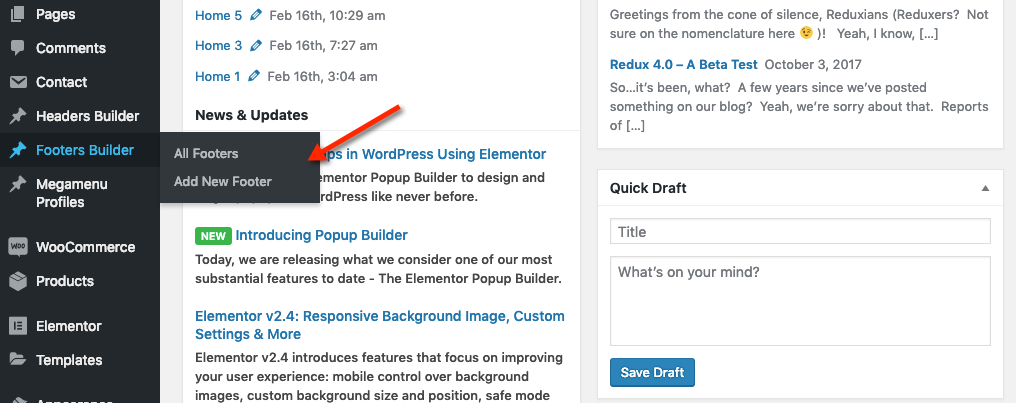 Pages
Comments
Contact
Headers Builder
Footers Builder
Megamenu
Profiles
WooCommerce
Products
Elementor
Templates
All Footers
Add New Footer
Home 5 Feb 16th, 10:29 am
Home 3 Feb 16th, 7:27 am
Home 1 Feb 16th, 3:04 am
News & Updates
in WordPress Using Elementor
Popup Builder to design and
like never before.
NEW Introducing Popup Builder
Today, we are releasing what we consider one of our most
substantial features to date - The Elementor Popup Builder.
Elementor v2.4: Responsive Background Image, Custom
Settings & More
Elementor v2.4 introduces features that focus on improving
your user experience: mobile control over background
images, custom background size and position, safe mode
Greetings from the cone of silence, Reduxians (Reduxers? Not
sure on the nomenclature here 😉 )! Yeah, I know, […]
Redux 4.0 – A Beta Test October 3, 2017
So…it's been, what? A few years since we've posted
something on our blog? Yeah, we're sorry about that. Reports
of […]
Quick Draft
Title
What's on your mind?
Save Draft